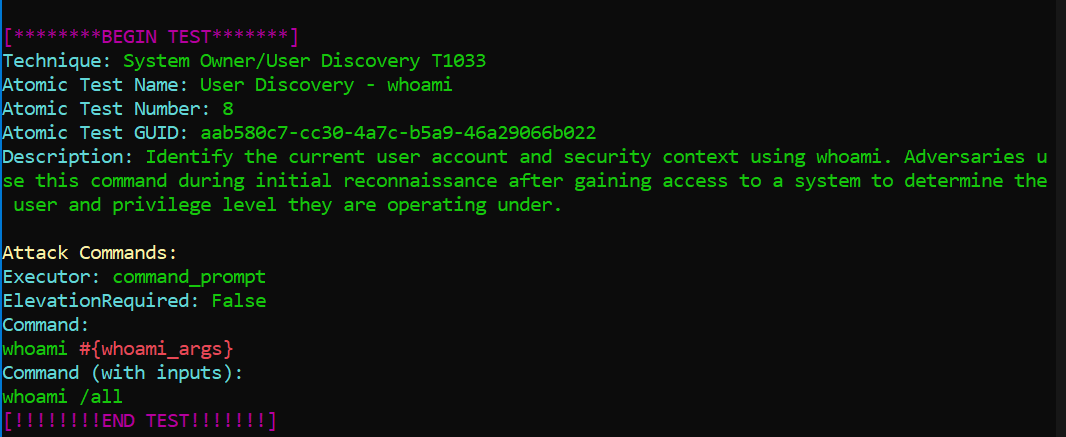 [********BEGIN TEST*******]
Technique: System Owner/User Discovery T1033
Atomic Test Name: User Discovery - whoami
Atomic Test Number: 8
Atomic Test GUID: aab580c7-cc30-4a7c-b5a9-46a29066b022
Description: Identify the current user account and security context using whoami. Adversaries u
se this command during initial reconnaissance after gaining access to a system to determine the
 user and privilege level they are operating under.

Attack Commands:
Executor: command_prompt
ElevationRequired: False
Command:
whoami #{whoami_args}
Command (with inputs):
whoami /all
[!!!!!!!!END TEST!!!!!!!]